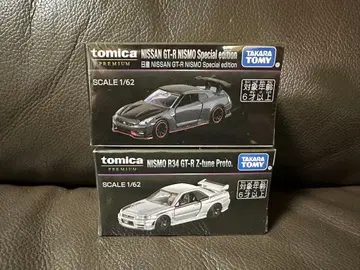 tomica
PREMIUM
NISSAN GT-R NISMO Special edition
日産 NISSAN GT-R NISMO Special edition
TAKARA
TOMY
SCALE 1/62
対象年齢
6才以上
tomica
PREMIUM
NISMO R34 GT-R Z-tune Proto.
TAKARA
TOMY
SCALE 1/62
対象年齢
6才以上